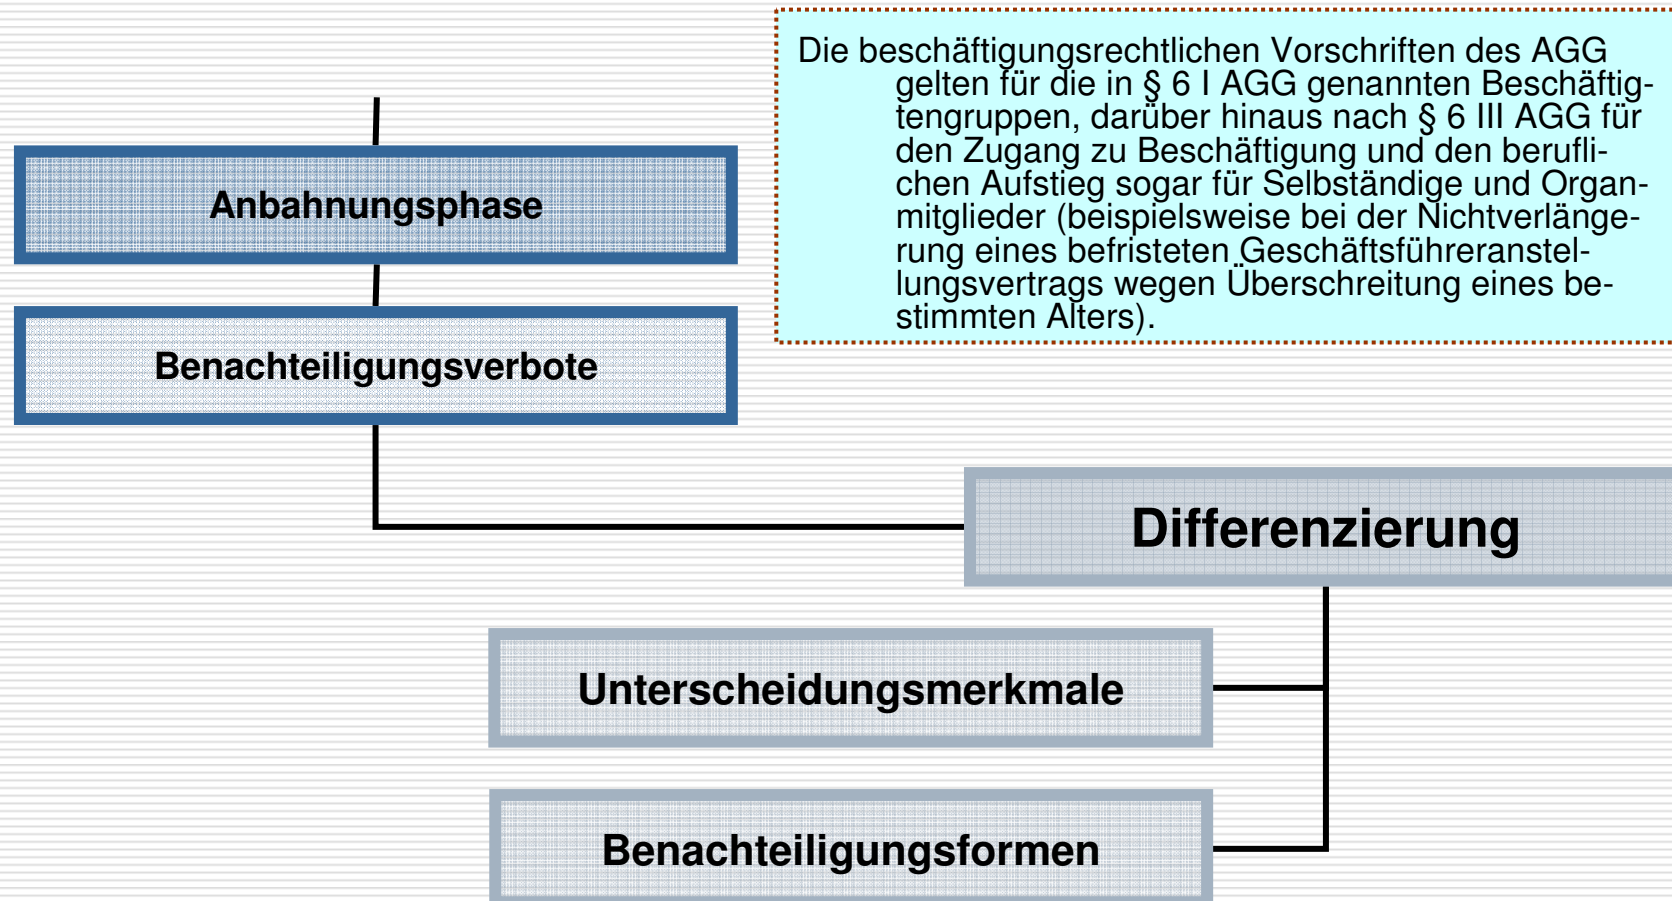 Die beschäftigungsrechtlichen Vorschriften des AGG
gelten für die in § 6 I AGG genannten Beschäftig-
tengruppen, darüber hinaus nach § 6 III AGG für
den Zugang zu Beschäftigung und den berufli-
chen Aufstieg sogar für Selbständige und Organ-
mitglieder (beispielsweise bei der Nichtverlänge-
rung eines befristeten Geschäftsführeranstel-
lungsvertrags wegen Überschreitung eines be-
stimmten Alters).
Anbahnungsphase
Benachteiligungsverbote
Differenzierung
Unterscheidungsmerkmale
Benachteiligungsformen